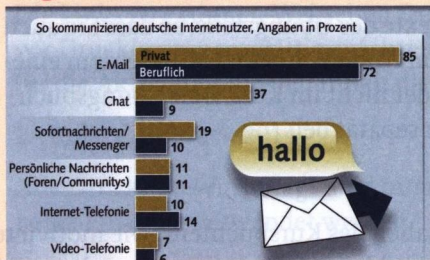 So kommunizieren deutsche Internetnutzer, Angaben in Prozent
E-Mail
Privat
85
Beruflich
72
Chat
37
9
Sofortnachrichten/
Messenger
19
10
Persönliche Nachrichten
(Foren/Communitys)
11
11
Internet-Telefonie
10
14
Video-Telefonie
7
6
hallo